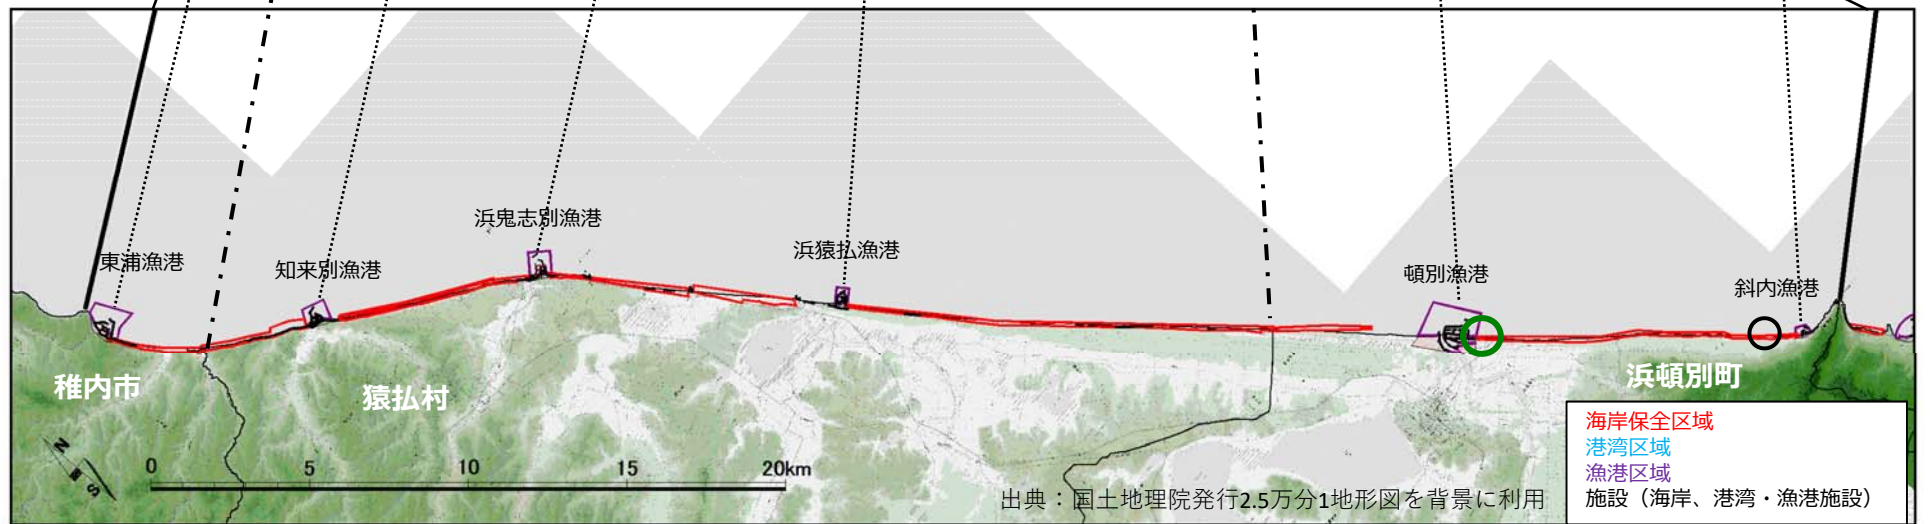 浜鬼志別漁港
浜猿払漁港
東浦漁港
知来別漁港
頓別漁港
斜内漁港
稚内市
猿払村
浜頓別町
海岸保全区域
港湾区域
漁港区域
施設（海岸、港湾・漁港施設）
N
S
0 5 10 15 20km
出典：国土地理院発行2.5万分1地形図を背景に利用